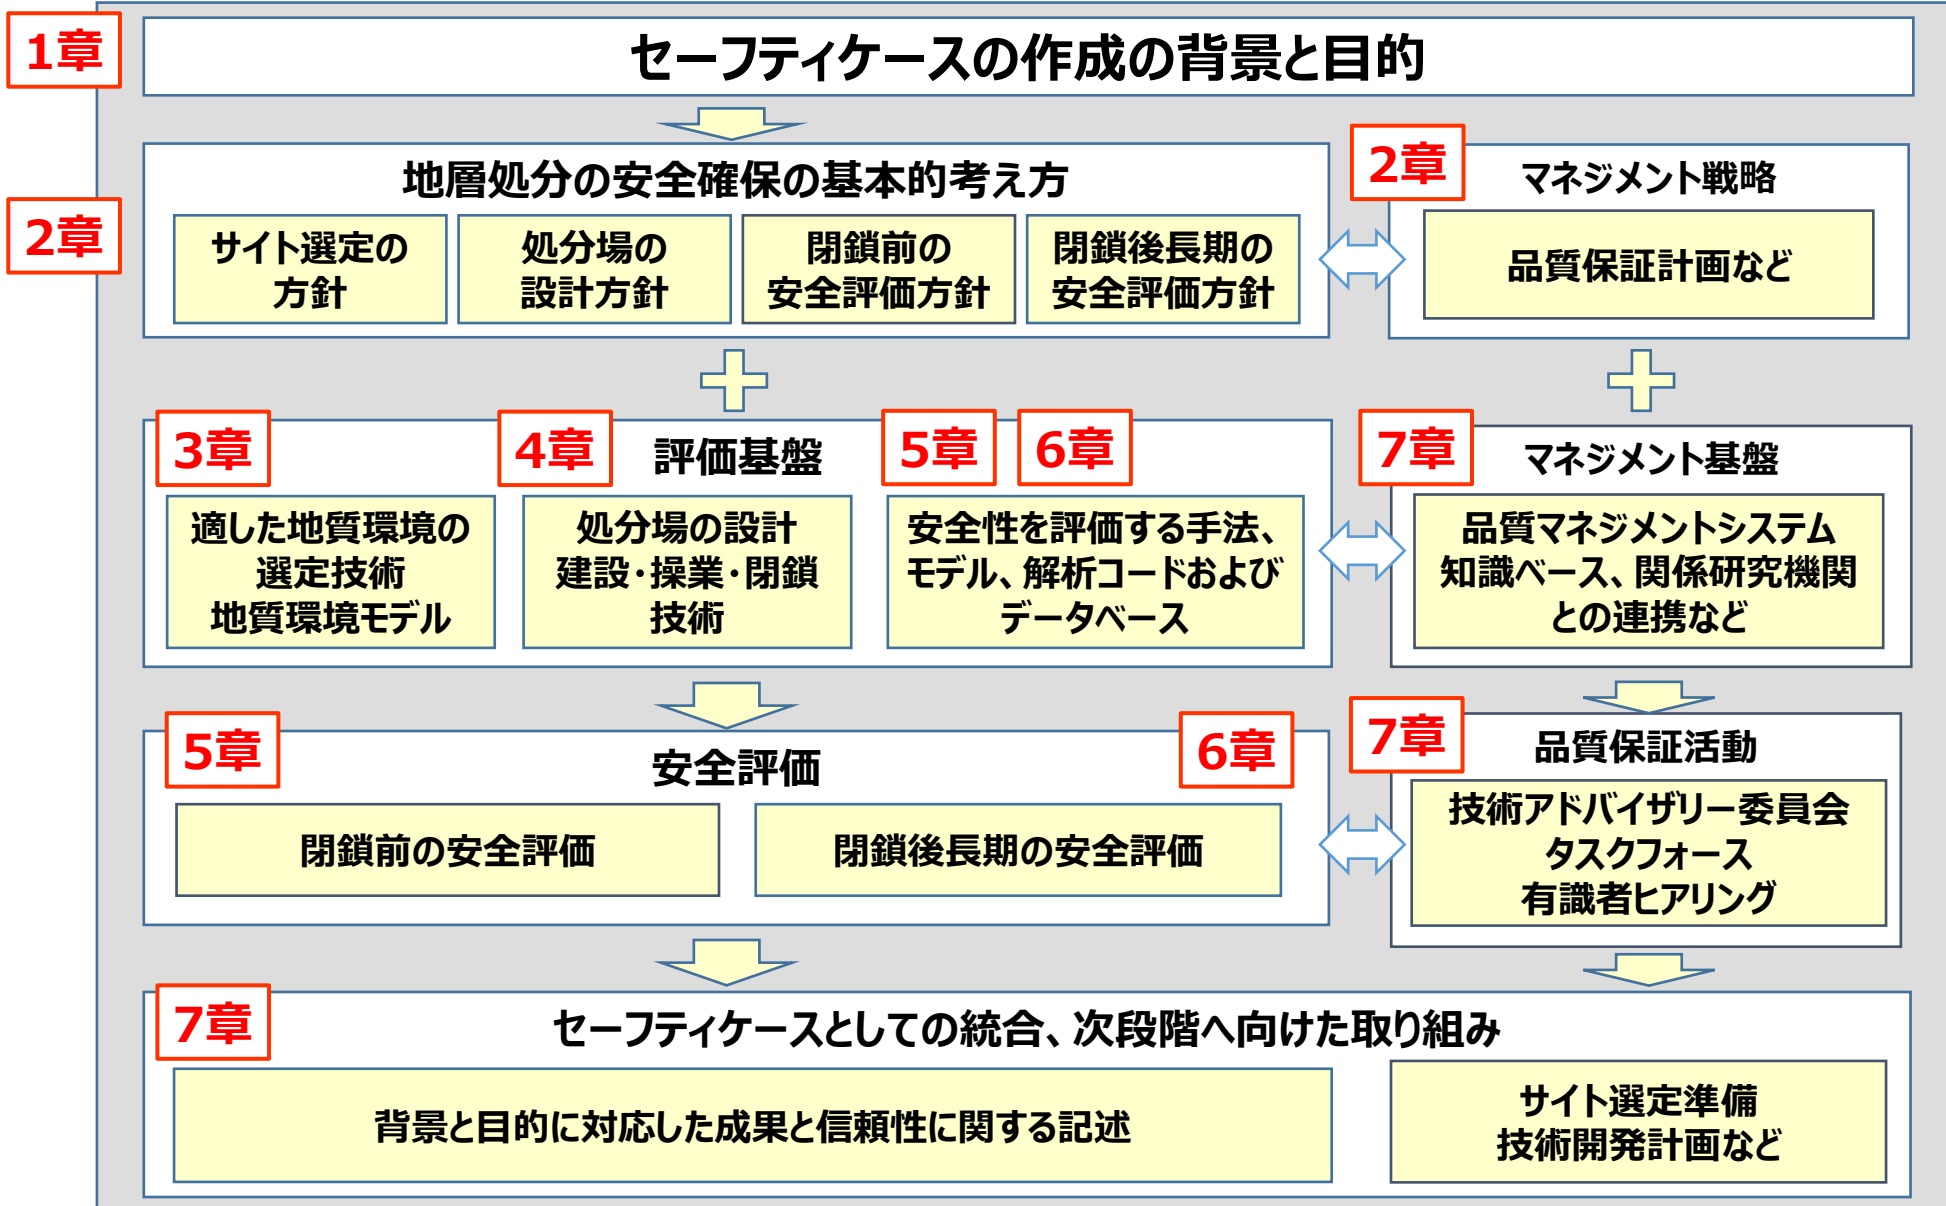 1章
セーフティケースの作成の背景と目的
2章
地層処分の安全確保の基本的考え方
サイト選定の
方針
処分場の
設計方針
閉鎖前の
安全評価方針
閉鎖後長期の
安全評価方針
2章
マネジメント戦略
品質保証計画など
3章
4章
評価基盤
5章
6章
適した地質環境の
選定技術
地質環境モデル
処分場の設計
建設・操業・閉鎖
技術
安全性を評価する手法、
モデル、解析コードおよび
データベース
7章
マネジメント基盤
品質マネジメントシステム
知識ベース、関係研究機関
との連携など
5章
安全評価
6章
閉鎖前の安全評価
閉鎖後長期の安全評価
7章
品質保証活動
技術アドバイザリー委員会
タスクフォース
有識者ヒアリング
7章
セーフティケースとしての統合、次段階へ向けた取り組み
背景と目的に対応した成果と信頼性に関する記述
サイト選定準備
技術開発計画など